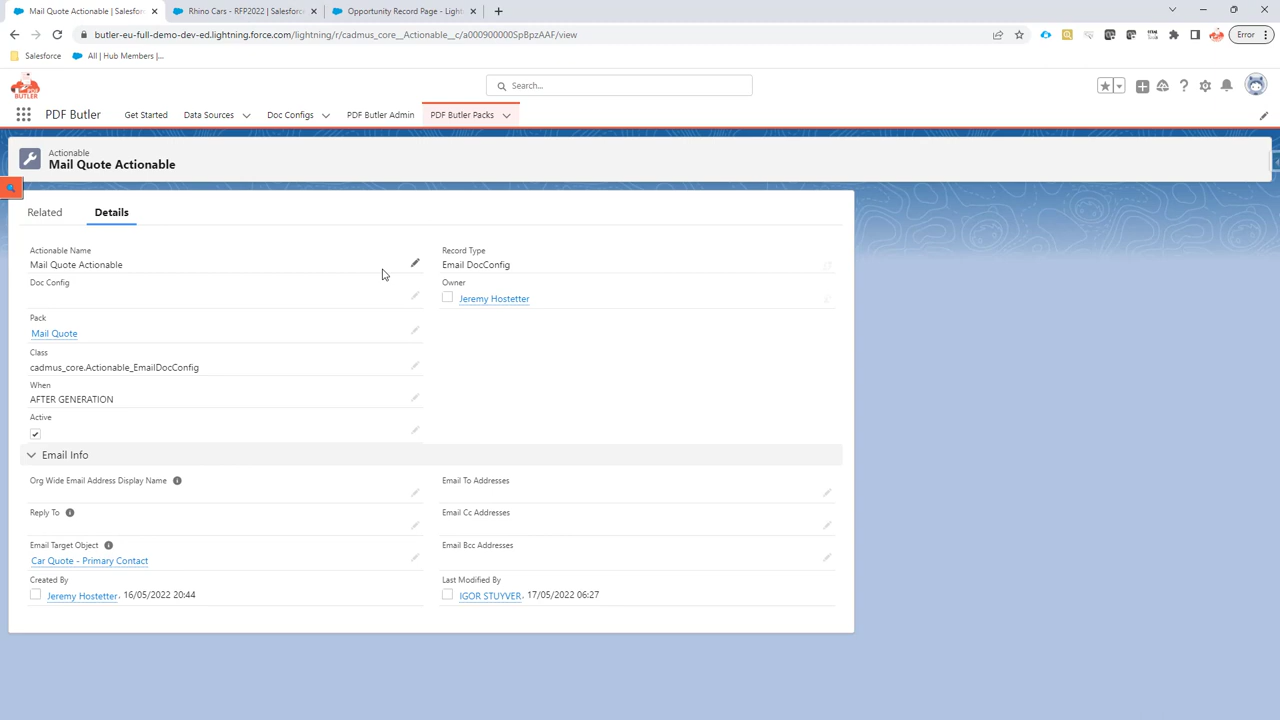 Mail Quote Actionable | Salesforc
Rhino Cars - RFP2022 | Salesforc
Opportunity Record Page - Light
butler-eu-full-demo-dev-ed.lightning.force.com/lightning/r/cadmus_core__Actionable__c/a000900000SpBpzAAF/view
Error
Salesforce
All | Hub Members |...
PDF BUTLER
Search...
PDF Butler
Get Started
Data Sources
Doc Configs
PDF Butler Admin
PDF Butler Packs
Actionable
Mail Quote Actionable
Related
Details
Actionable Name
Mail Quote Actionable
Record Type
Email DocConfig
Doc Config
Owner
Jeremy Hostetter
Pack
Mail Quote
Class
cadmus_core.Actionable_EmailDocConfig
When
AFTER GENERATION
Active
Email Info
Org Wide Email Address Display Name
Email To Addresses
Reply To
Email Cc Addresses
Email Target Object
Car Quote - Primary Contact
Email Bcc Addresses
Created By
Jeremy Hostetter, 16/05/2022 20:44
Last Modified By
IGOR STUYVER, 17/05/2022 06:27